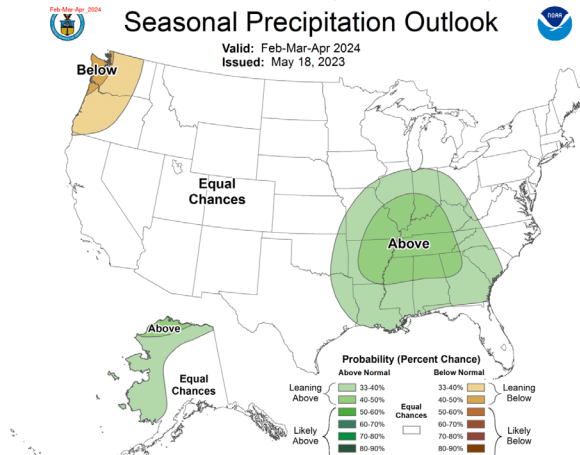 Feb-Mar-Apr_2024
Seasonal Precipitation Outlook
NOAA
Valid: Feb-Mar-Apr 2024
Issued: May 18, 2023
Below
Equal
Chances
Above
Above
Equal
Chances
Probability (Percent Chance)
Above Normal
Below Normal
Leaning
Above
33-40%
40-50%
Likely
Above
50-60%
60-70%
70-80%
80-90%
Equal
Chances
33-40%
40-50%
Leaning
Below
50-60%
60-70%
70-80%
80-90%
Likely
Below